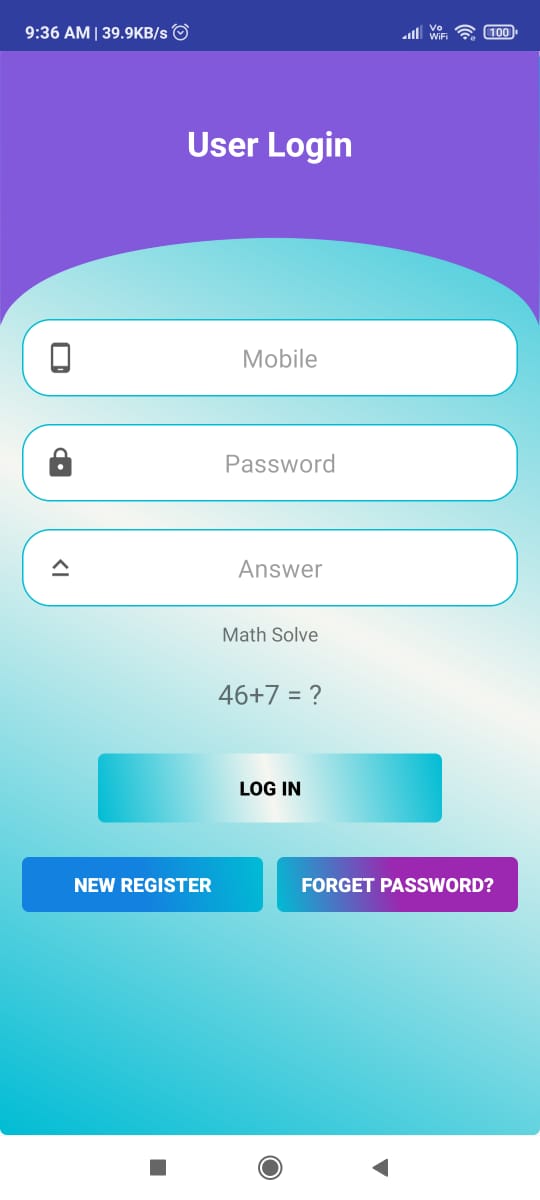 9:36 AM | 39.9KB/s
Vo
WiFi
100
User Login
Mobile
Password
Answer
Math Solve
46+7 = ?
LOG IN
NEW REGISTER
FORGET PASSWORD?